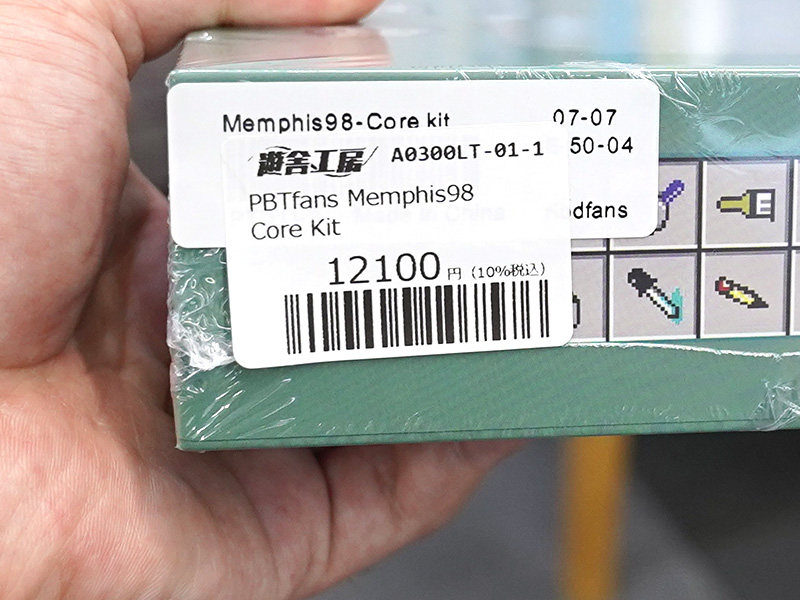 Memphis98-Core kit
07-07
50-04
遊舎工房
A0300LT-01-1
PBTfans Memphis98
Core Kit
Made in China
Kbdfans
12100円 (10%税込)